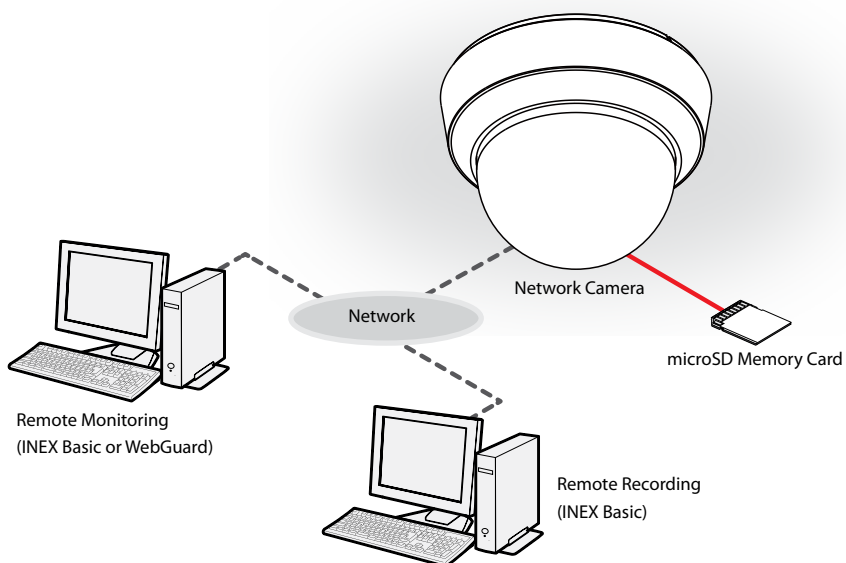 Network Camera
Network
microSD Memory Card
Remote Monitoring
(INEX Basic or WebGuard)
Remote Recording
(INEX Basic)